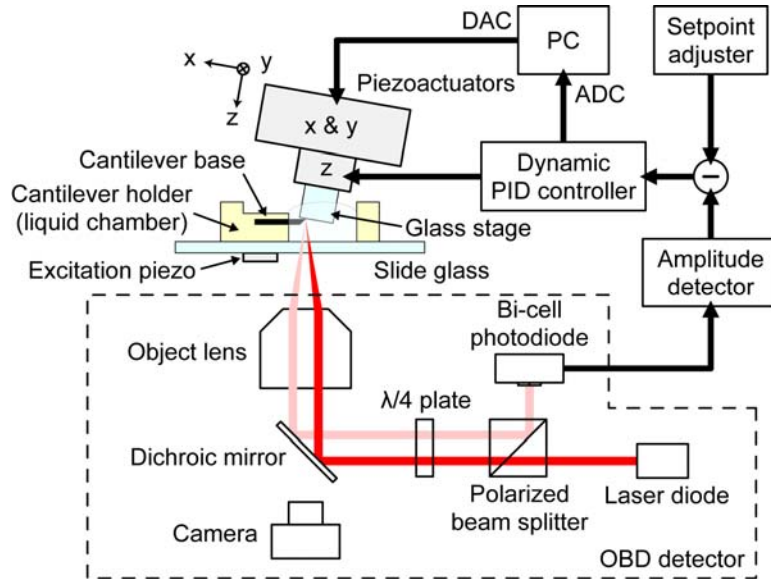 DAC
PC
Setpoint
adjuster
x
y
z
Piezoactuators
ADC
x & y
z
Dynamic
PID controller
−
Cantilever base
Cantilever holder
(liquid chamber)
Glass stage
Excitation piezo
Slide glass
Amplitude
detector
Bi-cell
photodiode
Object lens
λ/4 plate
Dichroic mirror
Polarized
beam splitter
Laser diode
Camera
OBD detector